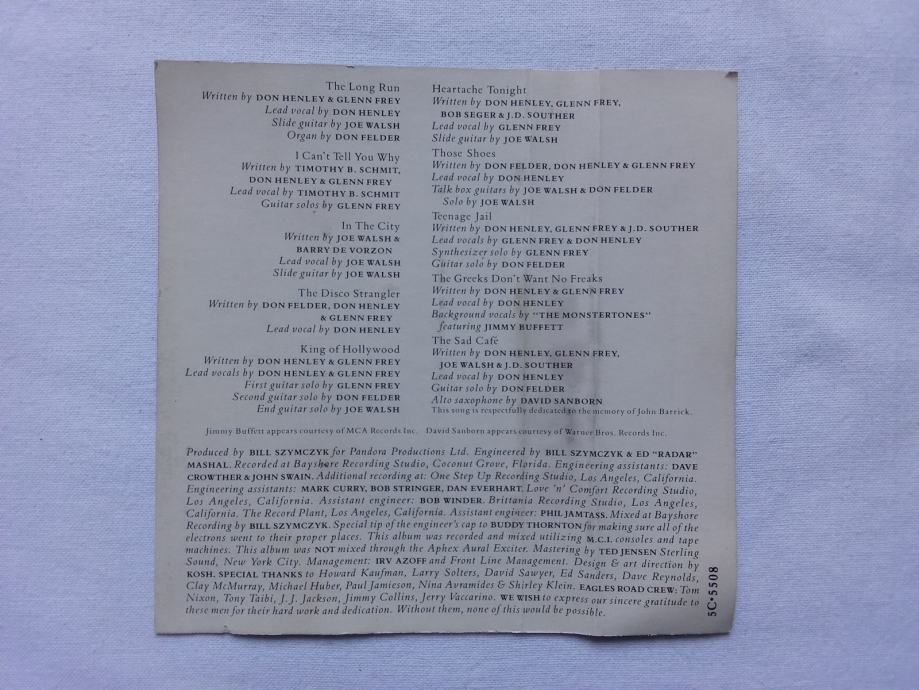 The Long Run
Written by DON HENLEY & GLENN FREY
Lead vocal by DON HENLEY
Slide guitar by JOE WALSH
Organ by DON FELDER
I Can't Tell You Why
Written by TIMOTHY B. SCHMIT,
DON HENLEY & GLENN FREY
Lead vocal by TIMOTHY B. SCHMIT
Guitar solos by GLENN FREY
In The City
Written by JOE WALSH &
BARRY DE VORZON
Lead vocal by JOE WALSH
Slide guitar by JOE WALSH
The Disco Strangler
Written by DON FELDER, DON HENLEY
& GLENN FREY
Lead vocal by DON HENLEY
King of Hollywood
Written by DON HENLEY & GLENN FREY
Lead vocals by DON HENLEY & GLENN FREY
First guitar solo by GLENN FREY
Second guitar solo by DON FELDER
End guitar solo by JOE WALSH
Heartache Tonight
Written by DON HENLEY, GLENN FREY,
BOB SEGER & J.D. SOUTHER
Lead vocal by GLENN FREY
Slide guitar by JOE WALSH
Those Shoes
Written by DON FELDER, DON HENLEY & GLENN FREY
Lead vocal by DON HENLEY
Talk box guitars by JOE WALSH & DON FELDER
Solo by JOE WALSH
Teenage Jail
Written by DON HENLEY, GLENN FREY & J.D. SOUTHER
Lead vocals by GLENN FREY & DON HENLEY
Synthesizer solo by GLENN FREY
Guitar solo by DON FELDER
The Greeks Don't Want No Freaks
Written by DON HENLEY & GLENN FREY
Lead vocal by DON HENLEY
Background vocals by "THE MONSTERTONES"
featuring JIMMY BUFFETT
The Sad Café
Written by DON HENLEY, GLENN FREY,
JOE WALSH & J.D. SOUTHER
Lead vocal by DON HENLEY
Guitar solo by DON FELDER
Alto saxophone by DAVID SANBORN
This song is respectfully dedicated to the memory of John Barrick.
Jimmy Buffett appears courtesy of MCA Records Inc. David Sanborn appears courtesy of Warner Bros. Records Inc.
Produced by BILL SZYMCZYK for Pandora Productions Ltd. Engineered by BILL SZYMCZYK & ED "RADAR"
MASHAL. Recorded at Bayshore Recording Studio, Coconut Grove, Florida. Engineering assistants: DAVE
CROWTHER & JOHN SWAIN. Additional recording at: One Step Up Recording Studio, Los Angeles, California.
Engineering assistants: MARK CURRY, BOB STRINGER, DAN EVERHART. Love 'n' Comfort Recording Studio,
Los Angeles, California. Assistant engineer: BOB WINDER. Brittania Recording Studio, Los Angeles,
California. The Record Plant, Los Angeles, California. Assistant engineer: PHIL JAMTASS. Mixed at Bayshore
Recording by BILL SZYMCZYK. Special tip of the engineer's cap to BUDDY THORNTON for making sure all of the
electrons went to their proper places. This album was recorded and mixed utilizing M.C.I. consoles and tape
machines. This album was NOT mixed through the Aphex Aural Exciter. Mastering by TED JENSEN Sterling
Sound, New York City. Management: IRV AZOFF and Front Line Management. Design & art direction by
KOSH. SPECIAL THANKS to Howard Kaufman, Larry Solters, David Sawyer, Ed Sanders, Dave Reynolds,
Clay McMurray, Michael Huber, Paul Jamieson, Nina Avramides & Shirley Klein. EAGLES ROAD CREW: Tom
Nixon, Tony Taibi, J.J. Jackson, Jimmy Collins, Jerry Vaccarino. WE WISH to express our sincere gratitude to
these men for their hard work and dedication. Without them, none of this would be possible.
5C•5508